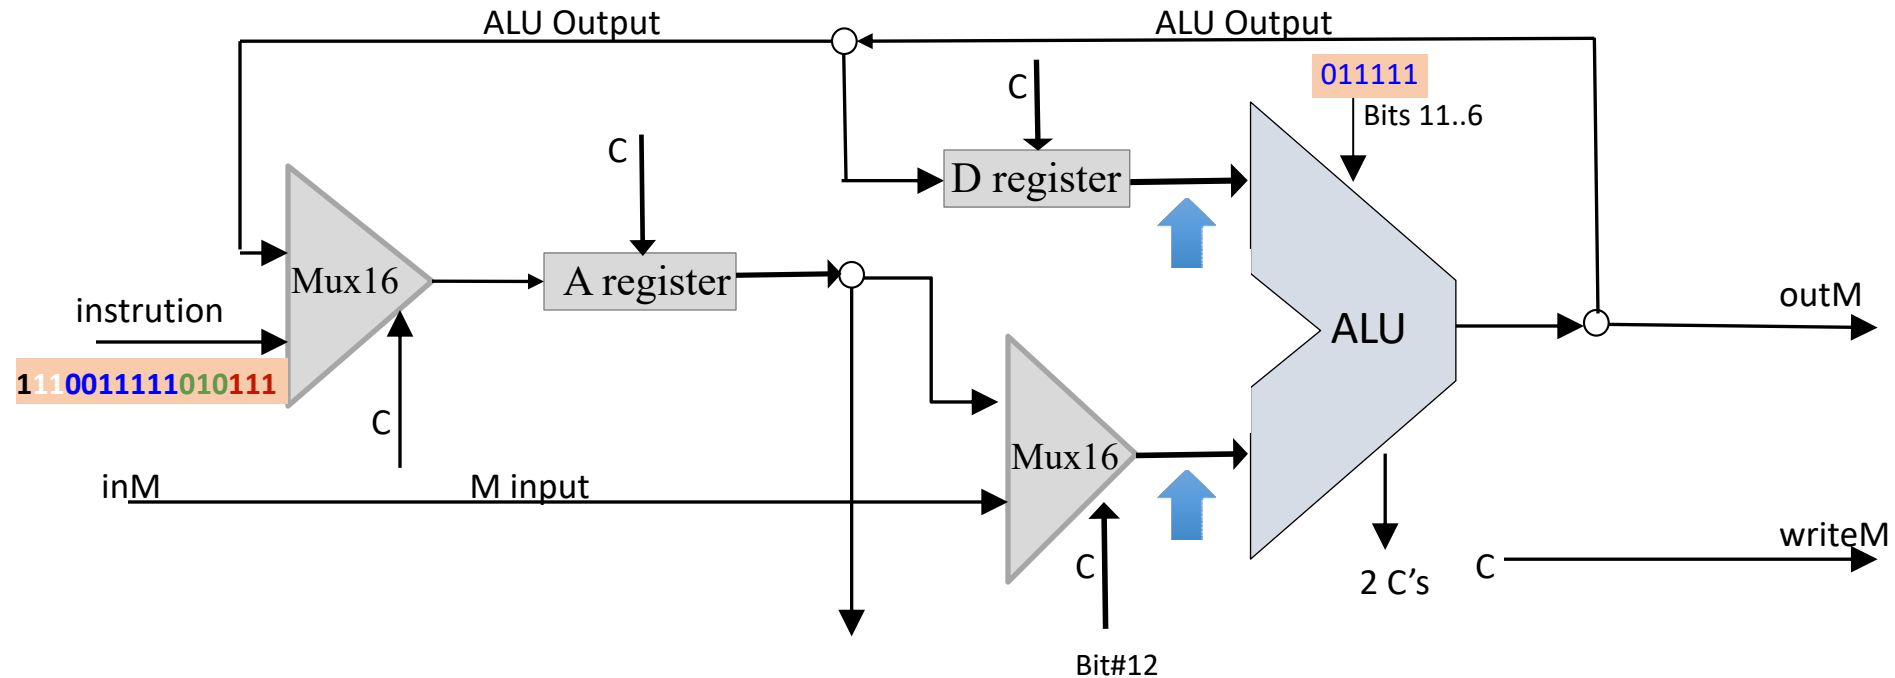 ALU Output
ALU Output
011111
Bits 11..6
C
C
D register
Mux16
A register
instrution
1110011111010111
C
ALU
outM
Mux16
inM
M input
C
2 C's
C
writeM
Bit#12